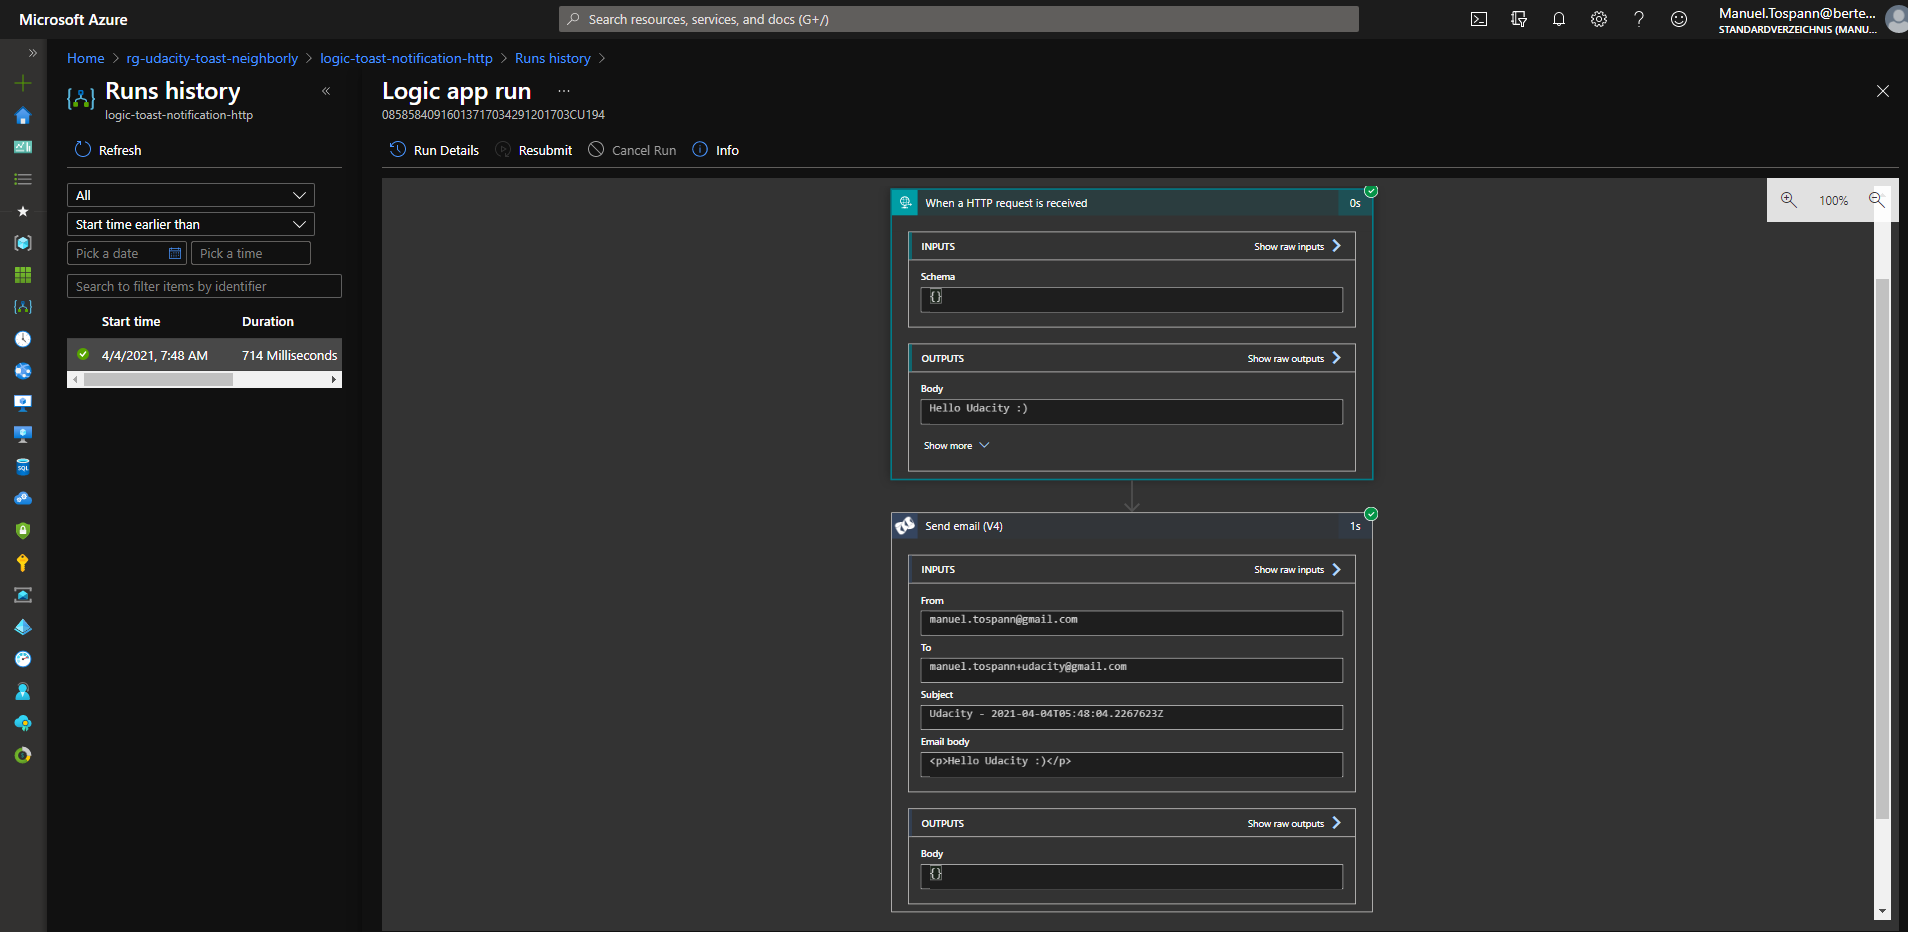 Microsoft Azure
Search resources, services, and docs (G+/)
Manuel.Tospann@berte...
STANDARDVERZEICHNIS (MANU...
Home > rg-udacity-toast-neighborly > logic-toast-notification-http > Runs history >
Runs history
logic-toast-notification-http
Refresh
All
Start time earlier than
Pick a date
Pick a time
Search to filter items by identifier
Start time Duration
4/4/2021, 7:48 AM 714 Milliseconds
Logic app run ...
08585840916013717034291201703CU194
Run Details Resubmit Cancel Run Info
100%
When a HTTP request is received 0s
INPUTS Show raw inputs
Schema
{}
OUTPUTS Show raw outputs
Body
Hello Udacity :)
Show more
Send email (V4) 1s
INPUTS Show raw inputs
From
manuel.tospann@gmail.com
To
manuel.tospann+udacity@gmail.com
Subject
Udacity - 2021-04-04T05:48:04.2267623Z
Email body
<p>Hello Udacity :)</p>
OUTPUTS Show raw outputs
Body
{}